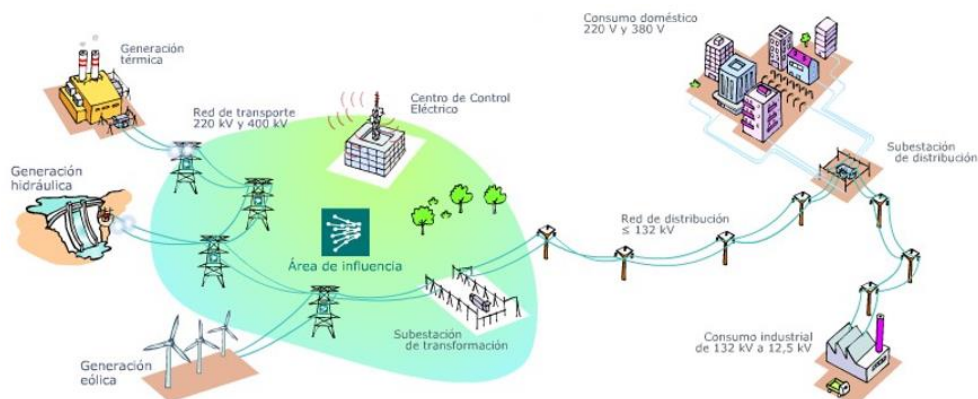 Generación
térmica
Red de transporte
220 kV y 400 kV
Centro de Control
Eléctrico
Consumo doméstico
220 V y 380 V
Subestación
de distribución
Generación
hidráulica
Área de influencia
Red de distribución
≤ 132 kV
Subestación
de transformación
Generación
eólica
Consumo industrial
de 132 kV a 12,5 kV